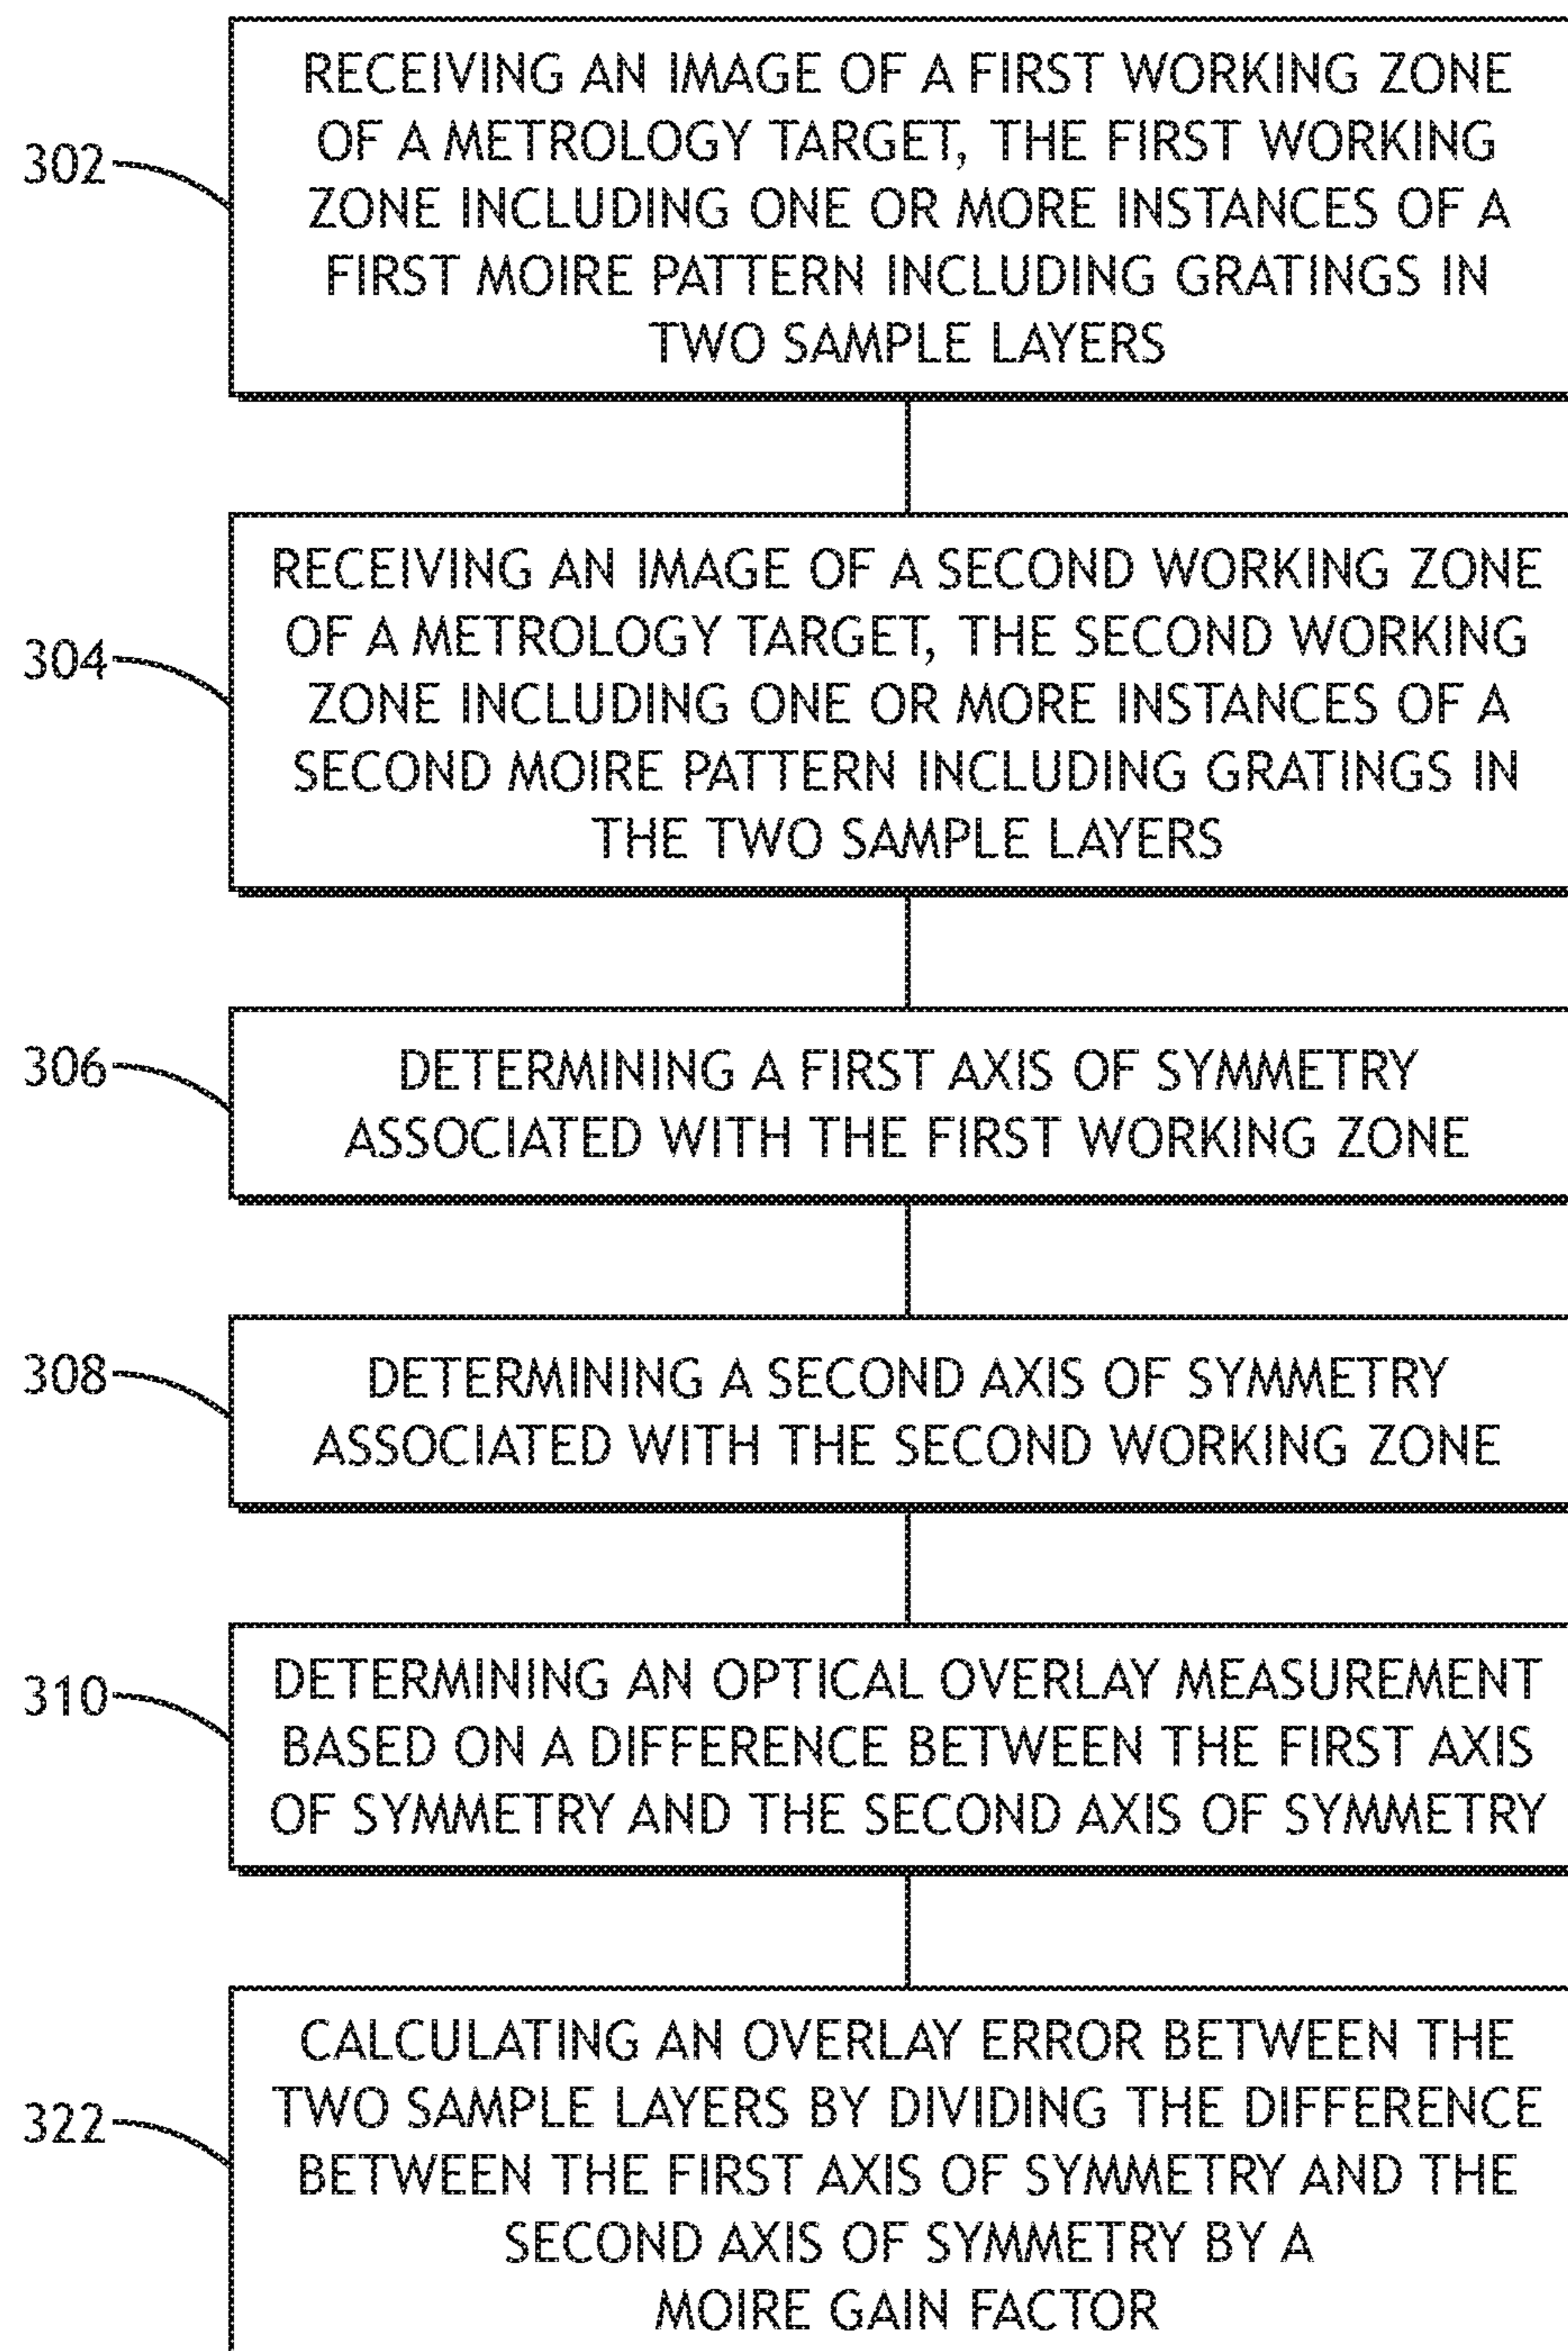 302
RECEIVING AN IMAGE OF A FIRST WORKING ZONE
OF A METROLOGY TARGET, THE FIRST WORKING
ZONE INCLUDING ONE OR MORE INSTANCES OF A
FIRST MOIRE PATTERN INCLUDING GRATINGS IN
TWO SAMPLE LAYERS
304
RECEIVING AN IMAGE OF A SECOND WORKING ZONE
OF A METROLOGY TARGET, THE SECOND WORKING
ZONE INCLUDING ONE OR MORE INSTANCES OF A
SECOND MOIRE PATTERN INCLUDING GRATINGS IN
THE TWO SAMPLE LAYERS
306
DETERMINING A FIRST AXIS OF SYMMETRY
ASSOCIATED WITH THE FIRST WORKING ZONE
308
DETERMINING A SECOND AXIS OF SYMMETRY
ASSOCIATED WITH THE SECOND WORKING ZONE
310
DETERMINING AN OPTICAL OVERLAY MEASUREMENT
BASED ON A DIFFERENCE BETWEEN THE FIRST AXIS
OF SYMMETRY AND THE SECOND AXIS OF SYMMETRY
322
CALCULATING AN OVERLAY ERROR BETWEEN THE
TWO SAMPLE LAYERS BY DIVIDING THE DIFFERENCE
BETWEEN THE FIRST AXIS OF SYMMETRY AND THE
SECOND AXIS OF SYMMETRY BY A
MOIRE GAIN FACTOR